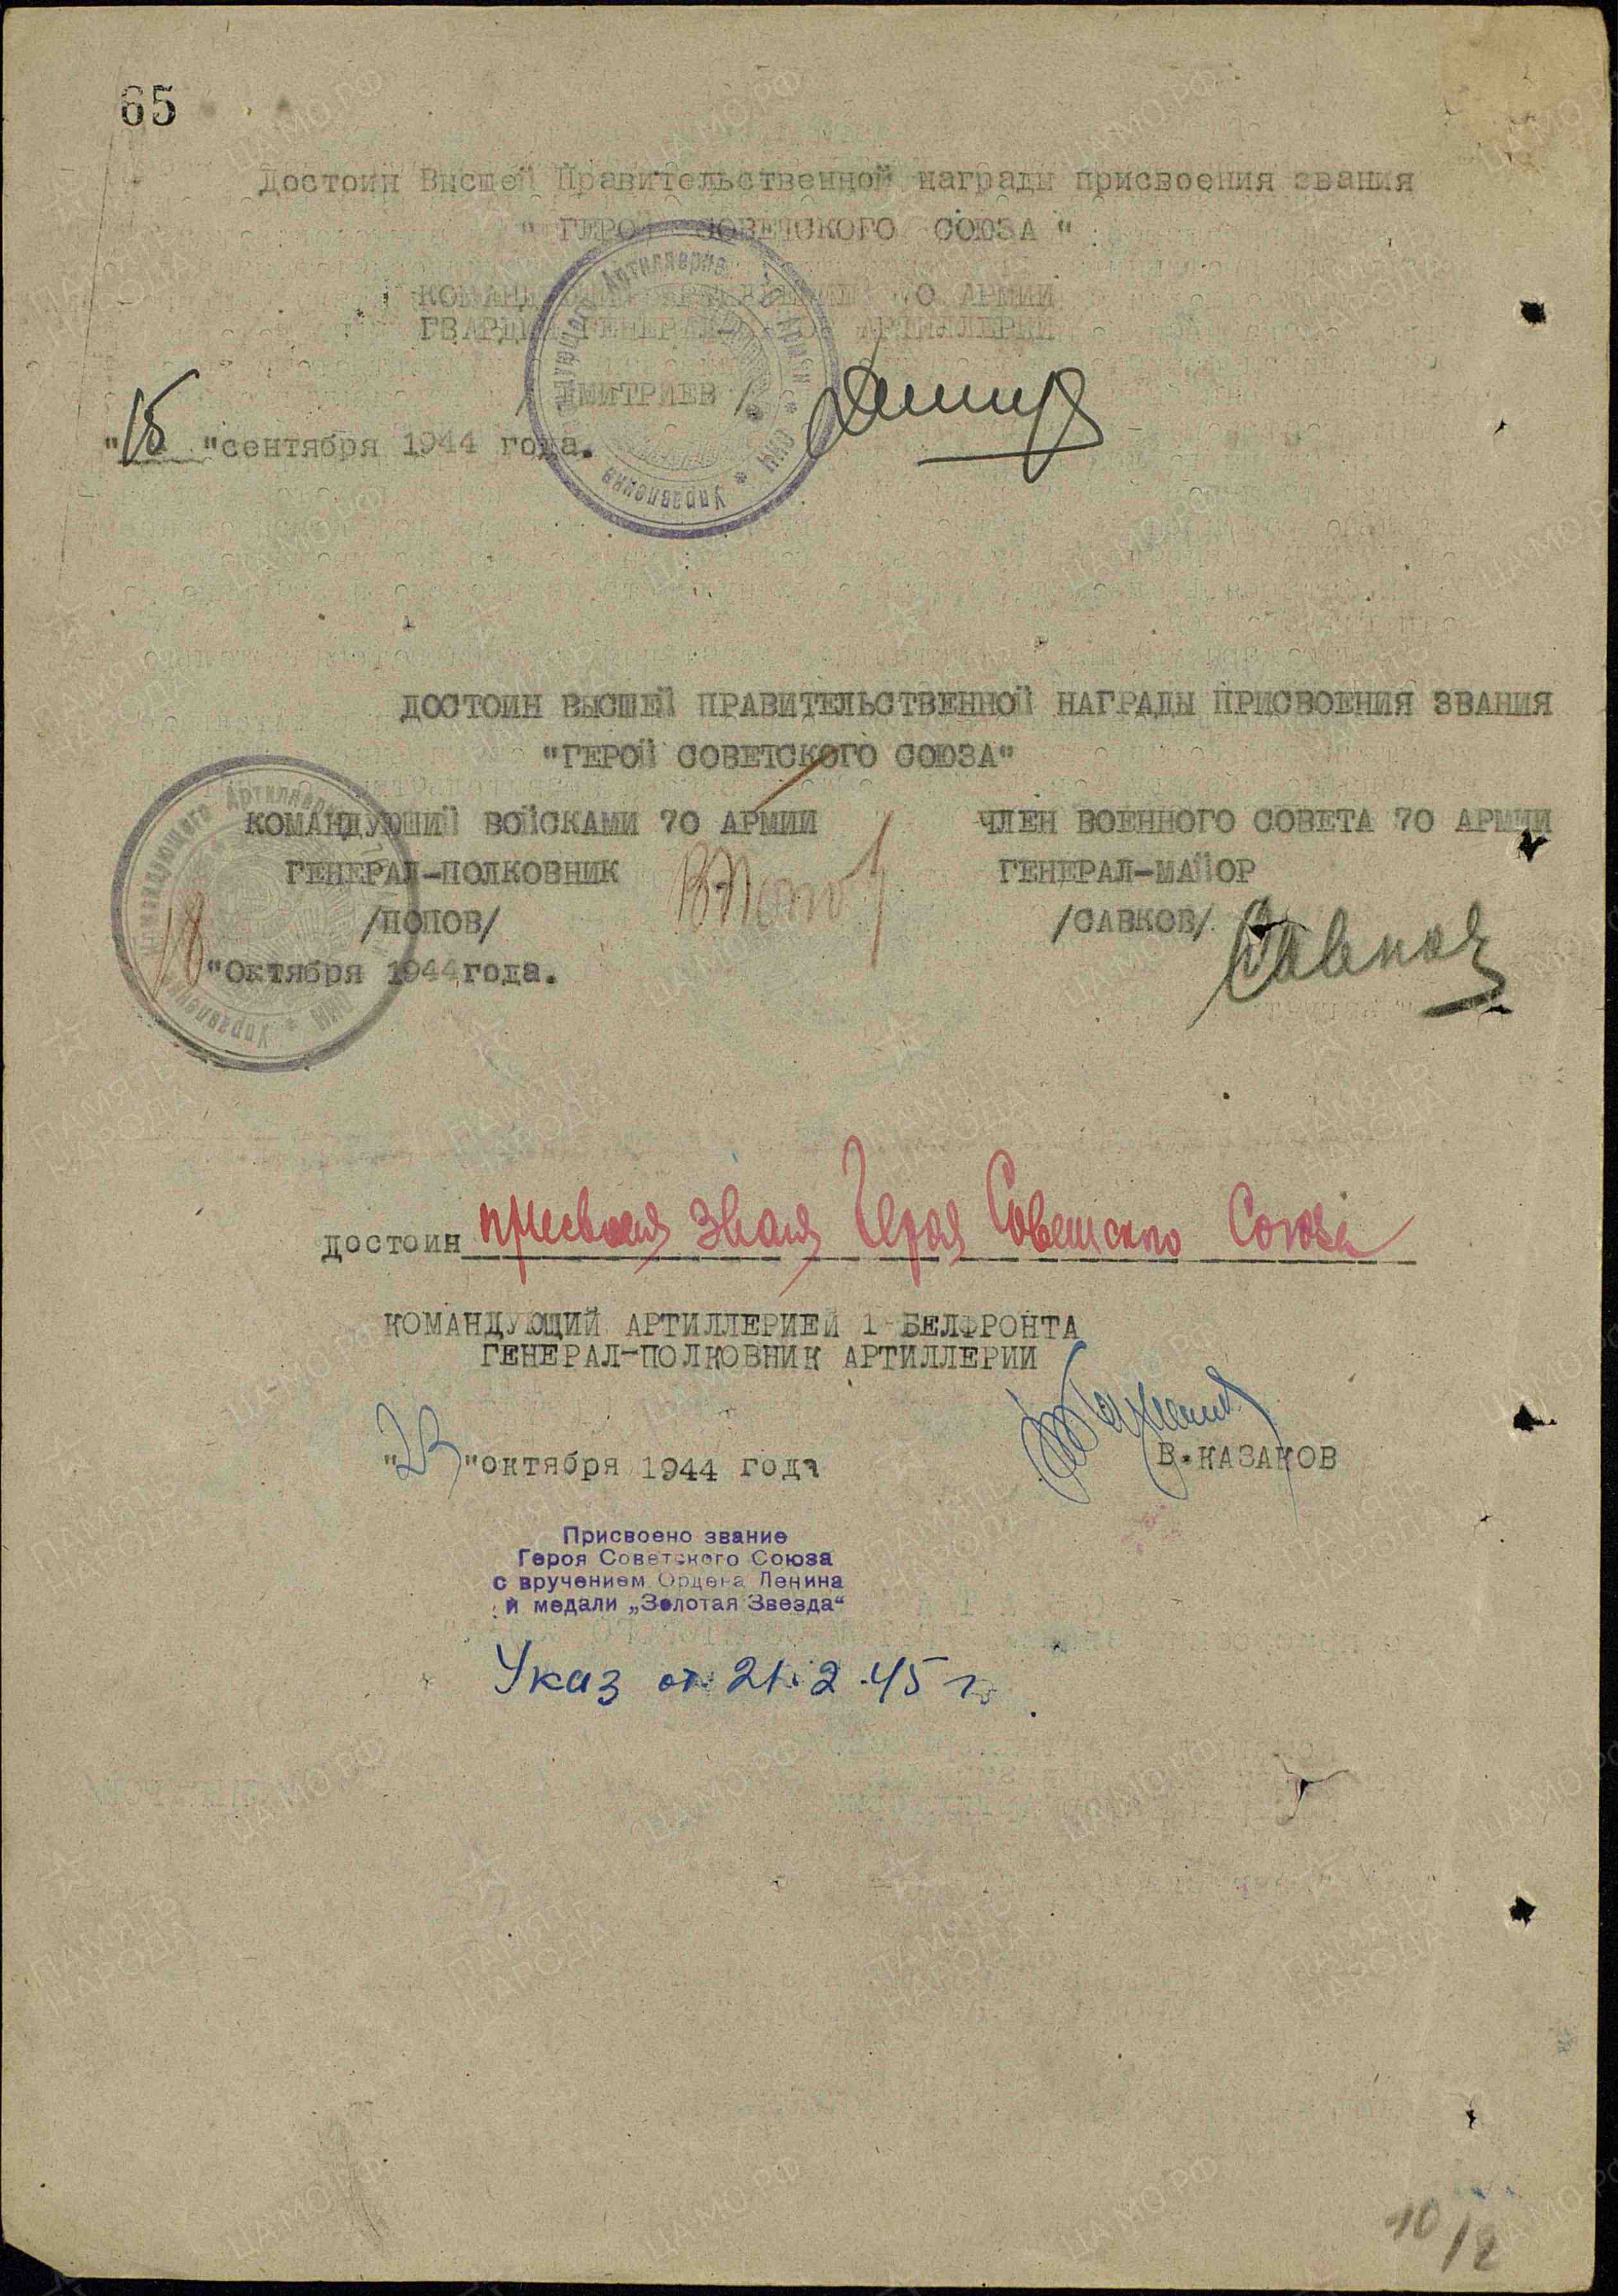 65
Достоин Высшей Правительственной награды присвоения звания
" ГЕРОЙ СОВЕТСКОГО СОЮЗА "
КОМАНДУЮЩИЙ АРТИЛЛЕРИЕЙ 70 АРМИИ
ГВАРДИИ ГЕНЕРАЛ- АРТИЛЛЕРИИ
/ДМИТРИЕВ /
"15 "сентября 1944 года.
ДОСТОИН ВЫСШЕЙ ПРАВИТЕЛЬСТВЕННОЙ НАГРАДЫ ПРИСВОЕНИЯ ЗВАНИЯ
"ГЕРОЙ СОВЕТСКОГО СОЮЗА"
КОМАНДУЮЩИЙ ВОЙСКАМИ 70 АРМИИ ЧЛЕН ВОЕННОГО СОВЕТА 70 АРМИИ
ГЕНЕРАЛ-ПОЛКОВНИК ГЕНЕРАЛ-МАЙОР
/ПОПОВ/ /САВКОВ/ Савков
18 "октября 1944 года.
достоин присвоения звания Героя Советского Союза
КОМАНДУЮЩИЙ АРТИЛЛЕРИЕЙ 1 БЕЛФРОНТА
ГЕНЕРАЛ-ПОЛКОВНИК АРТИЛЛЕРИИ
"23 "октября 1944 года В.КАЗАКОВ
Присвоено звание
Героя Советского Союза
с вручением Ордена Ленина
и медали „Золотая Звезда"
Указ от 21.2.45 г.
10/2